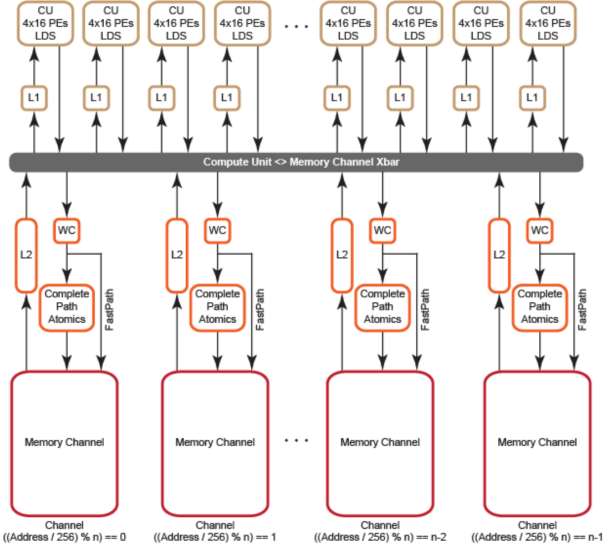 CU
4x16 PEs
LDS
CU
4x16 PEs
LDS
CU
4x16 PEs
LDS
CU
4x16 PEs
LDS
. . .
CU
4x16 PEs
LDS
CU
4x16 PEs
LDS
CU
4x16 PEs
LDS
CU
4x16 PEs
LDS
L1
L1
L1
L1
L1
L1
L1
L1
Compute Unit <> Memory Channel Xbar
L2
WC
Complete
Path
Atomics
FastPath
L2
WC
Complete
Path
Atomics
FastPath
L2
WC
Complete
Path
Atomics
FastPath
L2
WC
Complete
Path
Atomics
FastPath
Memory Channel
Memory Channel
. . .
Memory Channel
Memory Channel
Channel
((Address / 256) % n) == 0
Channel
((Address / 256) % n) == 1
Channel
((Address / 256) % n) == n-2
Channel
((Address / 256) % n) == n-1